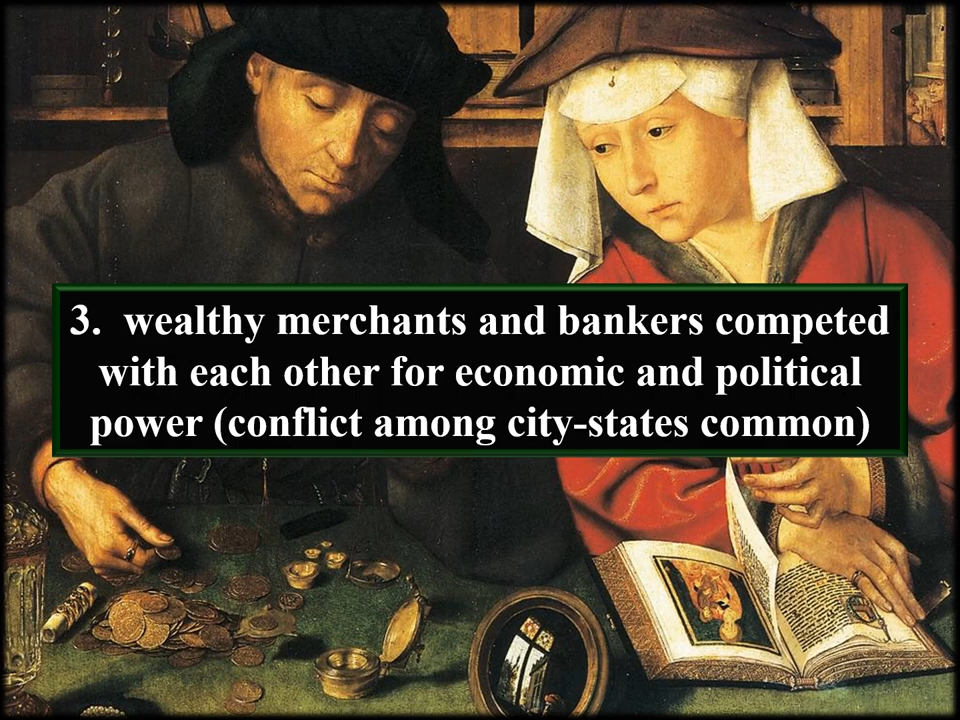 3. wealthy merchants and bankers competed
with each other for economic and political
power (conflict among city-states common)